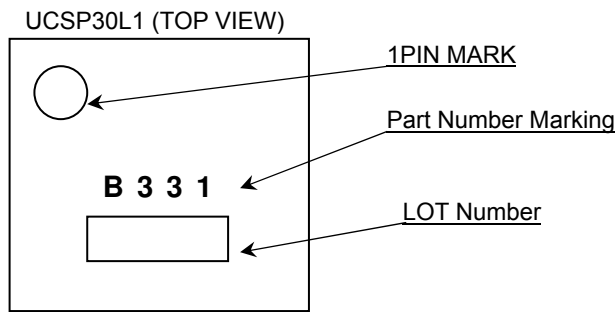 UCSP30L1 (TOP VIEW)
1PIN MARK
Part Number Marking
B 3 3 1
LOT Number